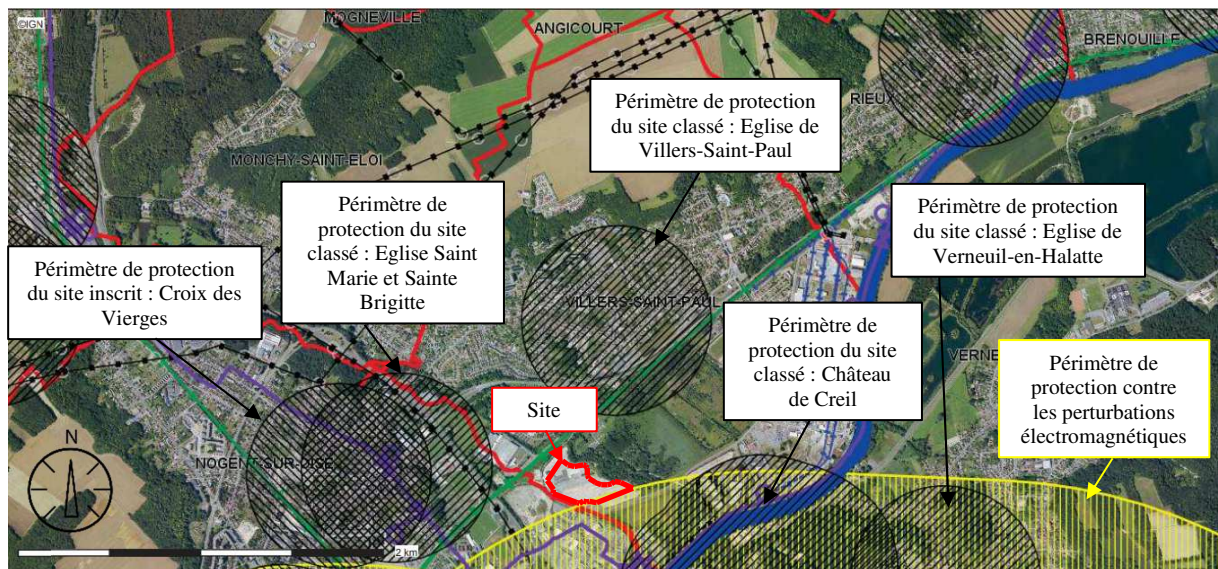 ©IGN
MOGNEVILLE
ANGICOURT
BRENOUILLE
RIEUX
MONCHY-SAINT-ELOI
Périmètre de protection
du site classé : Eglise de
Villers-Saint-Paul
Périmètre de
protection du site
classé : Eglise Saint
Marie et Sainte
Brigitte
Périmètre de protection
du site classé : Eglise de
Verneuil-en-Halatte
Périmètre de protection
du site inscrit : Croix des
Vierges
VILLERS-SAINT-PAUL
Périmètre de
protection du site
classé : Château
de Creil
Périmètre de
protection contre
les perturbations
électromagnétiques
Site
N
2 km